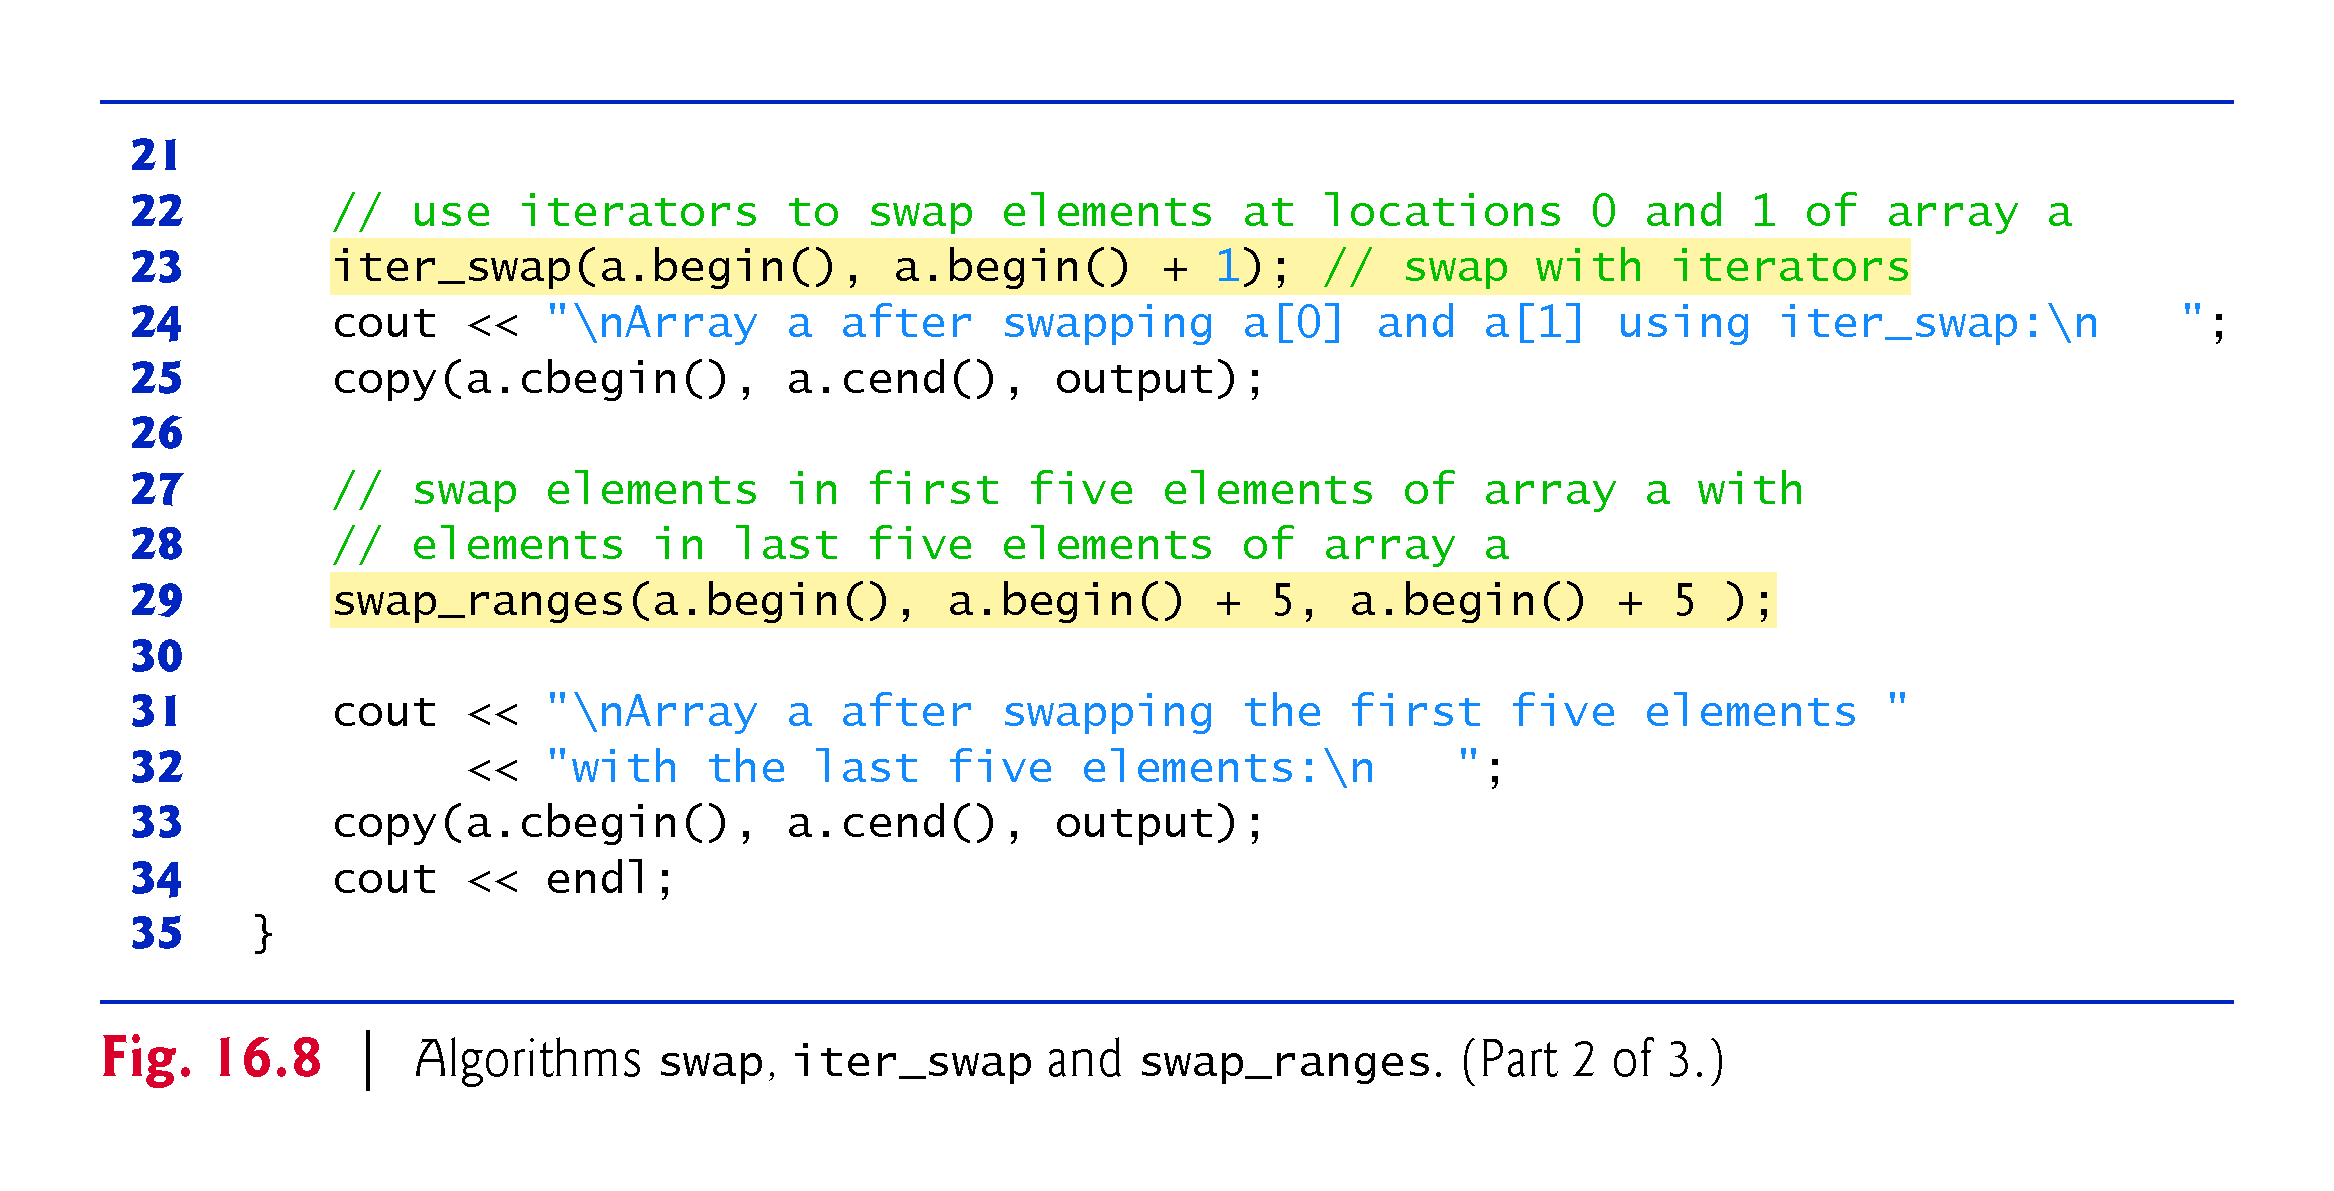 21
22 // use iterators to swap elements at locations 0 and 1 of array a
23 iter_swap(a.begin(), a.begin() + 1); // swap with iterators
24 cout << "\nArray a after swapping a[0] and a[1] using iter_swap:\n   ";
25 copy(a.cbegin(), a.cend(), output);
26
27 // swap elements in first five elements of array a with
28 // elements in last five elements of array a
29 swap_ranges(a.begin(), a.begin() + 5, a.begin() + 5 );
30
31 cout << "\nArray a after swapping the first five elements "
32      << "with the last five elements:\n   ";
33 copy(a.cbegin(), a.cend(), output);
34 cout << endl;
35 }
Fig. 16.8 | Algorithms swap, iter_swap and swap_ranges. (Part 2 of 3.)